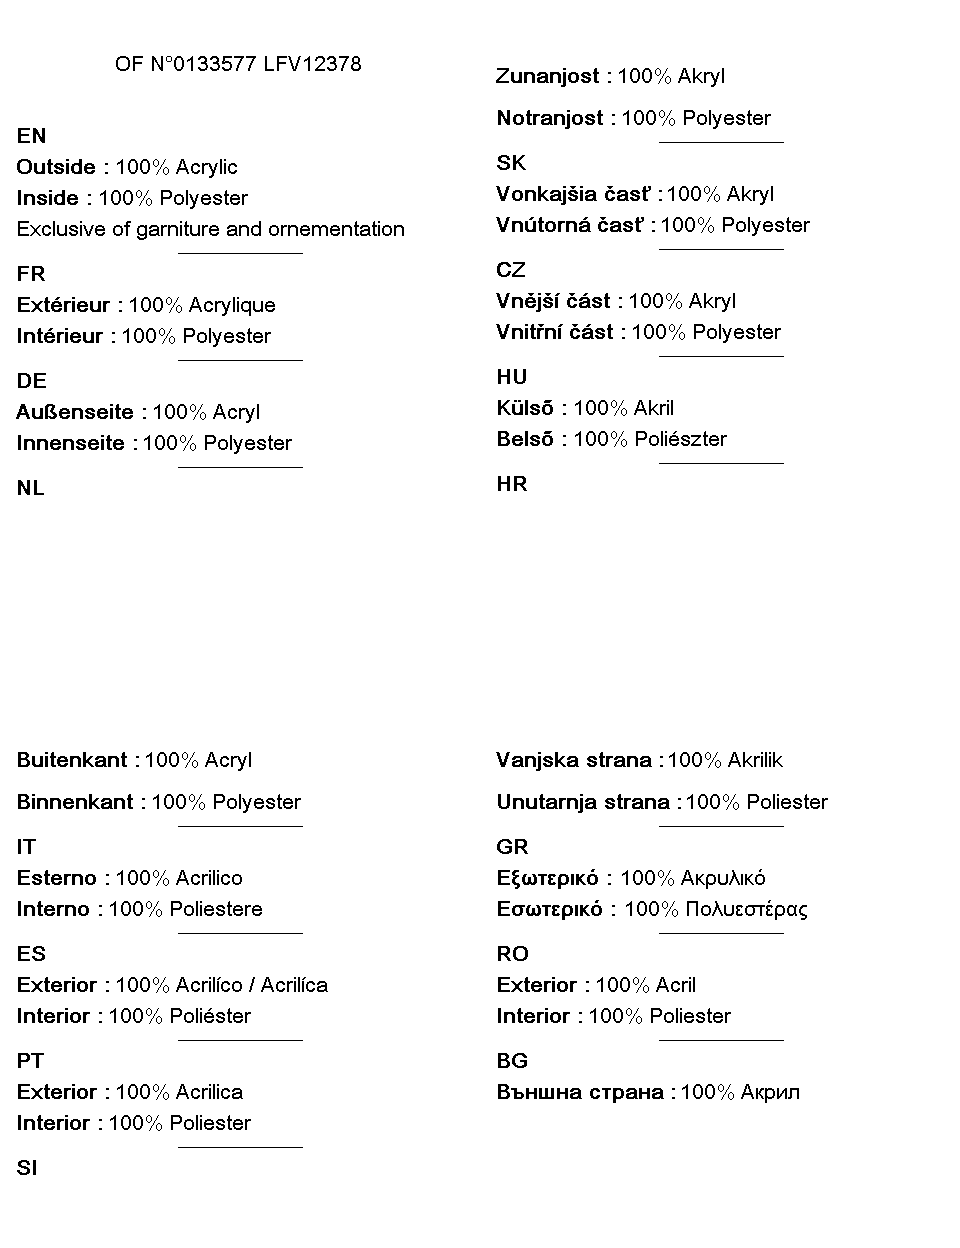 OF N°0133577 LFV12378
EN
Outside : 100% Acrylic
Inside : 100% Polyester
Exclusive of garniture and ornementation
FR
Extérieur : 100% Acrylique
Intérieur : 100% Polyester
DE
Außenseite : 100% Acryl
Innenseite : 100% Polyester
NL
Buitenkant : 100% Acryl
Binnenkant : 100% Polyester
IT
Esterno : 100% Acrilico
Interno : 100% Poliestere
ES
Exterior : 100% Acrilíco / Acrilíca
Interior : 100% Poliéster
PT
Exterior : 100% Acrilica
Interior : 100% Poliester
SI
Zunanjost : 100% Akryl
Notranjost : 100% Polyester
SK
Vonkajšia časť : 100% Akryl
Vnútorná časť : 100% Polyester
CZ
Vnější část : 100% Akryl
Vnitřní část : 100% Polyester
HU
Külső : 100% Akril
Belső : 100% Poliészter
HR
Vanjska strana : 100% Akrilik
Unutarnja strana : 100% Poliester
GR
Εξωτερικό : 100% Ακρυλικό
Εσωτερικό : 100% Πολυεστέρας
RO
Exterior : 100% Acril
Interior : 100% Poliester
BG
Външна страна : 100% Акрил